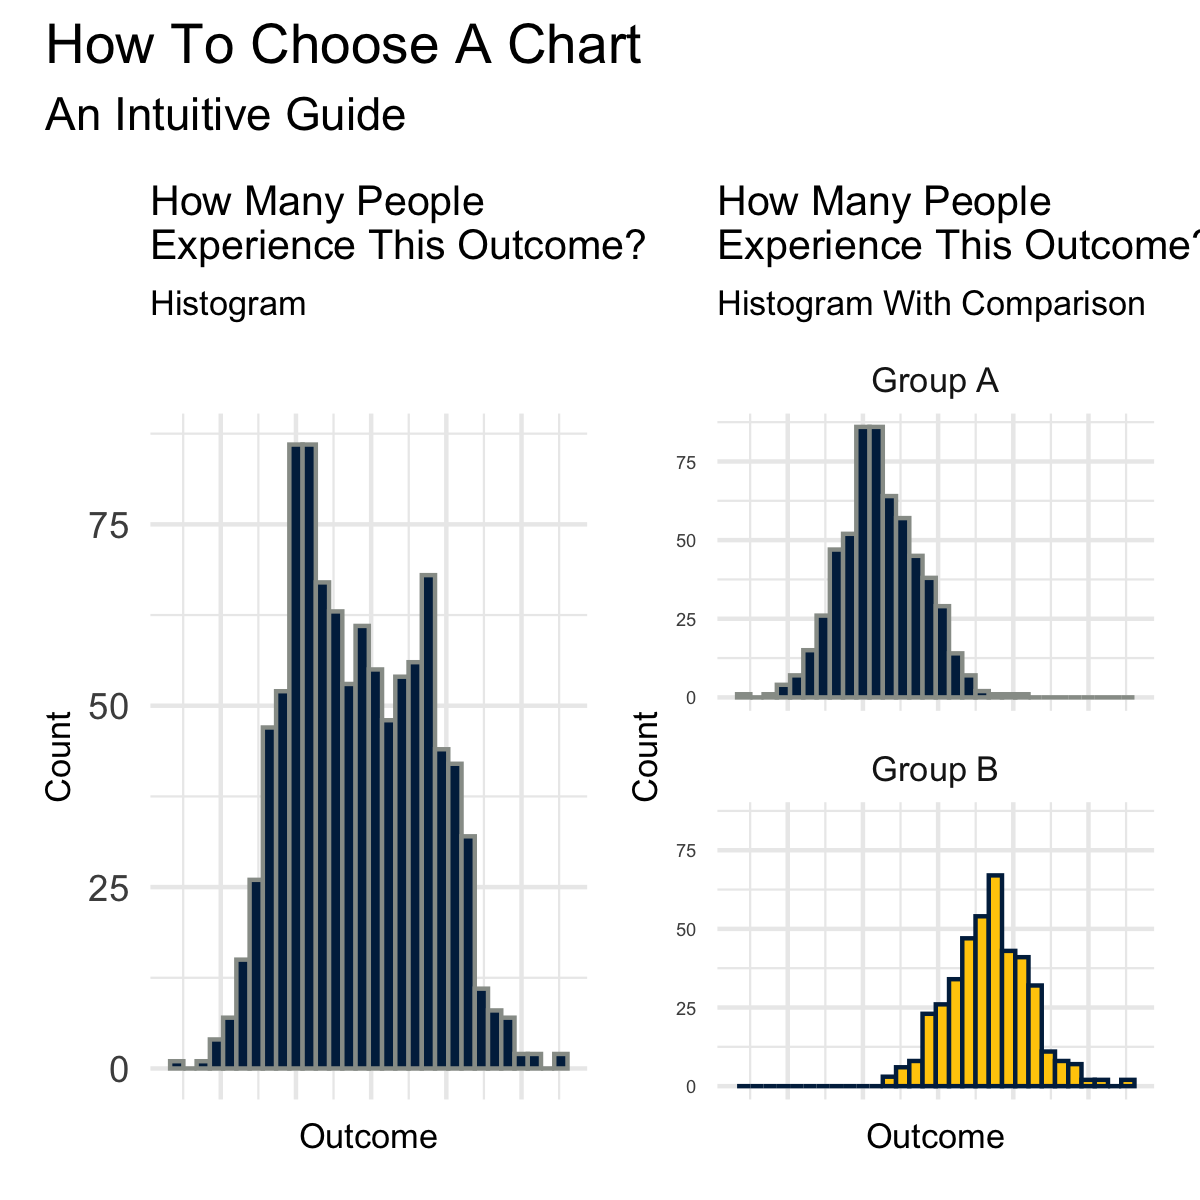 How To Choose A Chart
An Intuitive Guide
How Many People
Experience This Outcome?
Histogram
75
50
25
0
Count
Outcome
How Many People
Experience This Outcome?
Histogram With Comparison
Group A
75
50
25
0
Count
Group B
75
50
25
0
Outcome